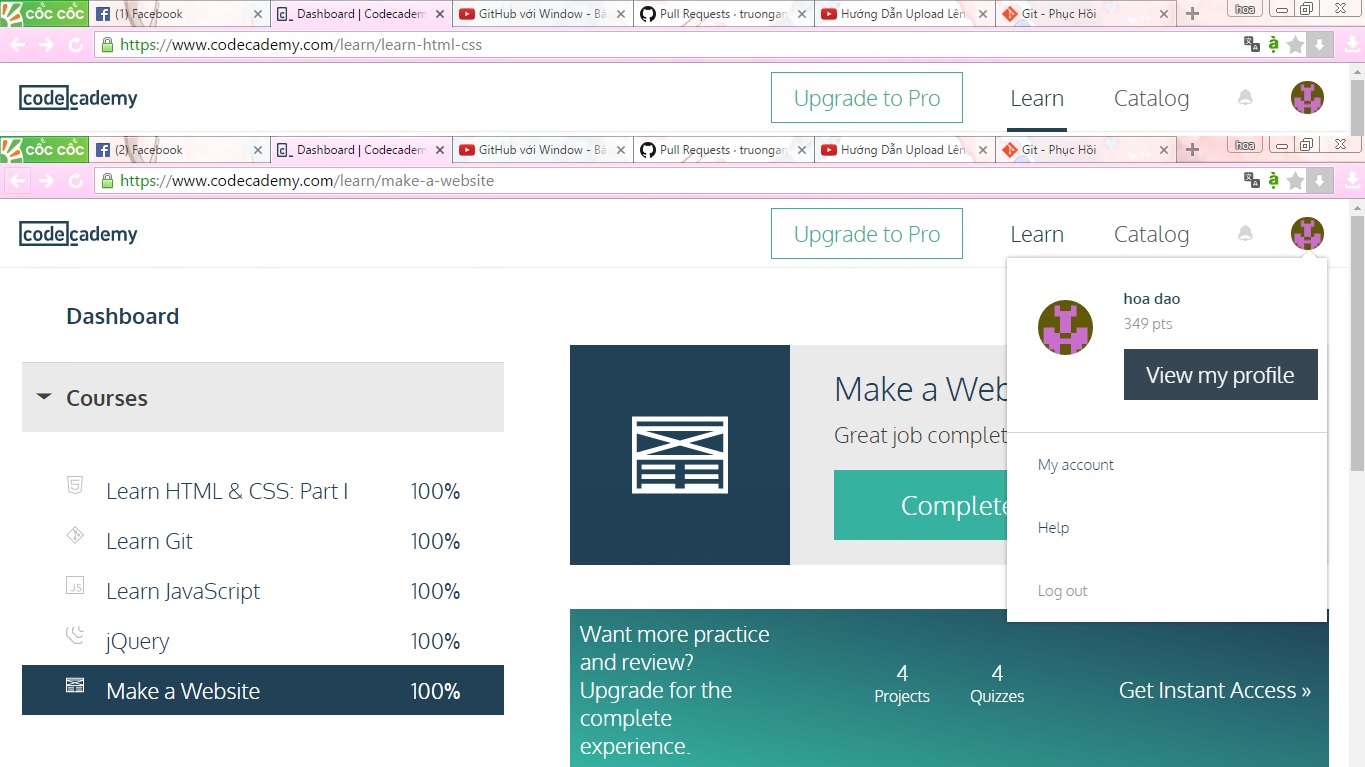 cốc cốc
(1) Facebook
Dashboard | Codecadem
GitHub với Window - Bà
Pull Requests · truongan
Hướng Dẫn Upload Lên
Git - Phục Hồi
hoa
https://www.codecademy.com/learn/learn-html-css
codecademy
Upgrade to Pro
Learn
Catalog
cốc cốc
(2) Facebook
Dashboard | Codecadem
GitHub với Window - Bà
Pull Requests · truongan
Hướng Dẫn Upload Lên
Git - Phục Hồi
hoa
https://www.codecademy.com/learn/make-a-website
codecademy
Upgrade to Pro
Learn
Catalog
Dashboard
Courses
Learn HTML & CSS: Part I 100%
Learn Git 100%
JS
Learn JavaScript 100%
jQuery 100%
Make a Website 100%
Make a Web
Great job complet
Complete
hoa dao
349 pts
View my profile
My account
Help
Log out
Want more practice
and review?
Upgrade for the
complete
experience.
4
Projects
4
Quizzes
Get Instant Access »